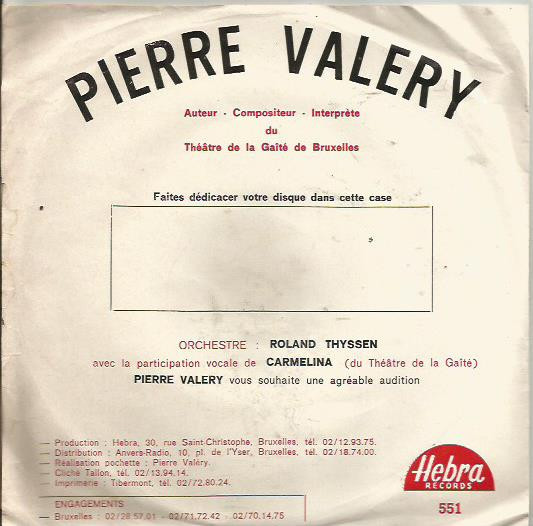 PIERRE VALERY
Auteur - Compositeur - Interprète
du
Théâtre de la Gaîté de Bruxelles
Faites dédicacer votre disque dans cette case
ORCHESTRE : ROLAND THYSSEN
avec la participation vocale de CARMELINA (du Théâtre de la Gaîté)
PIERRE VALERY vous souhaite une agréable audition
— Production : Hebra, 30, rue Saint-Christophe, Bruxelles, tél. 02/12.93.75.
— Distribution : Anvers-Radio, 10, pl. de l'Yser, Bruxelles, tél. 02/18.74.00.
— Réalisation pochette : Pierre Valéry.
— Cliché Tallon, tél. 02/13.94.14.
— Imprimerie : Tibermont, tél. 02/72.80.24.
ENGAGEMENTS
— Bruxelles : 02/28.57.01 - 02/71.72.42 - 02/70.14.75
Hebra
RECORDS
551